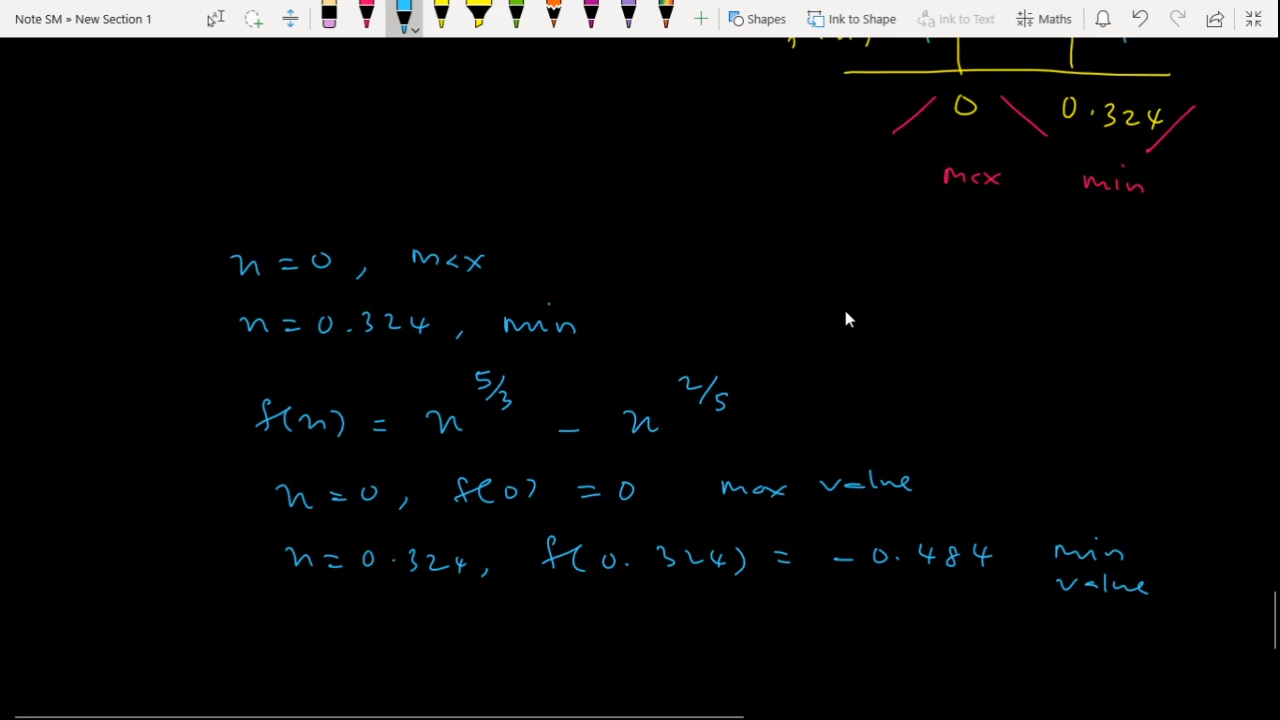 Note SM » New Section 1
Shapes
Ink to Shape
Ink to Text
Maths
0 0.324
max min
x = 0 , max
x = 0.324 , min
f(x) = x^{5/3} - x^{2/5}
x = 0 , f(0) = 0 max value
x = 0.324, f(0.324) = -0.484 min
value